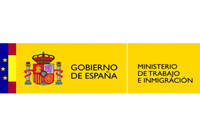 GOBIERNO
DE ESPAÑA
MINISTERIO
DE TRABAJO
E INMIGRACIÓN